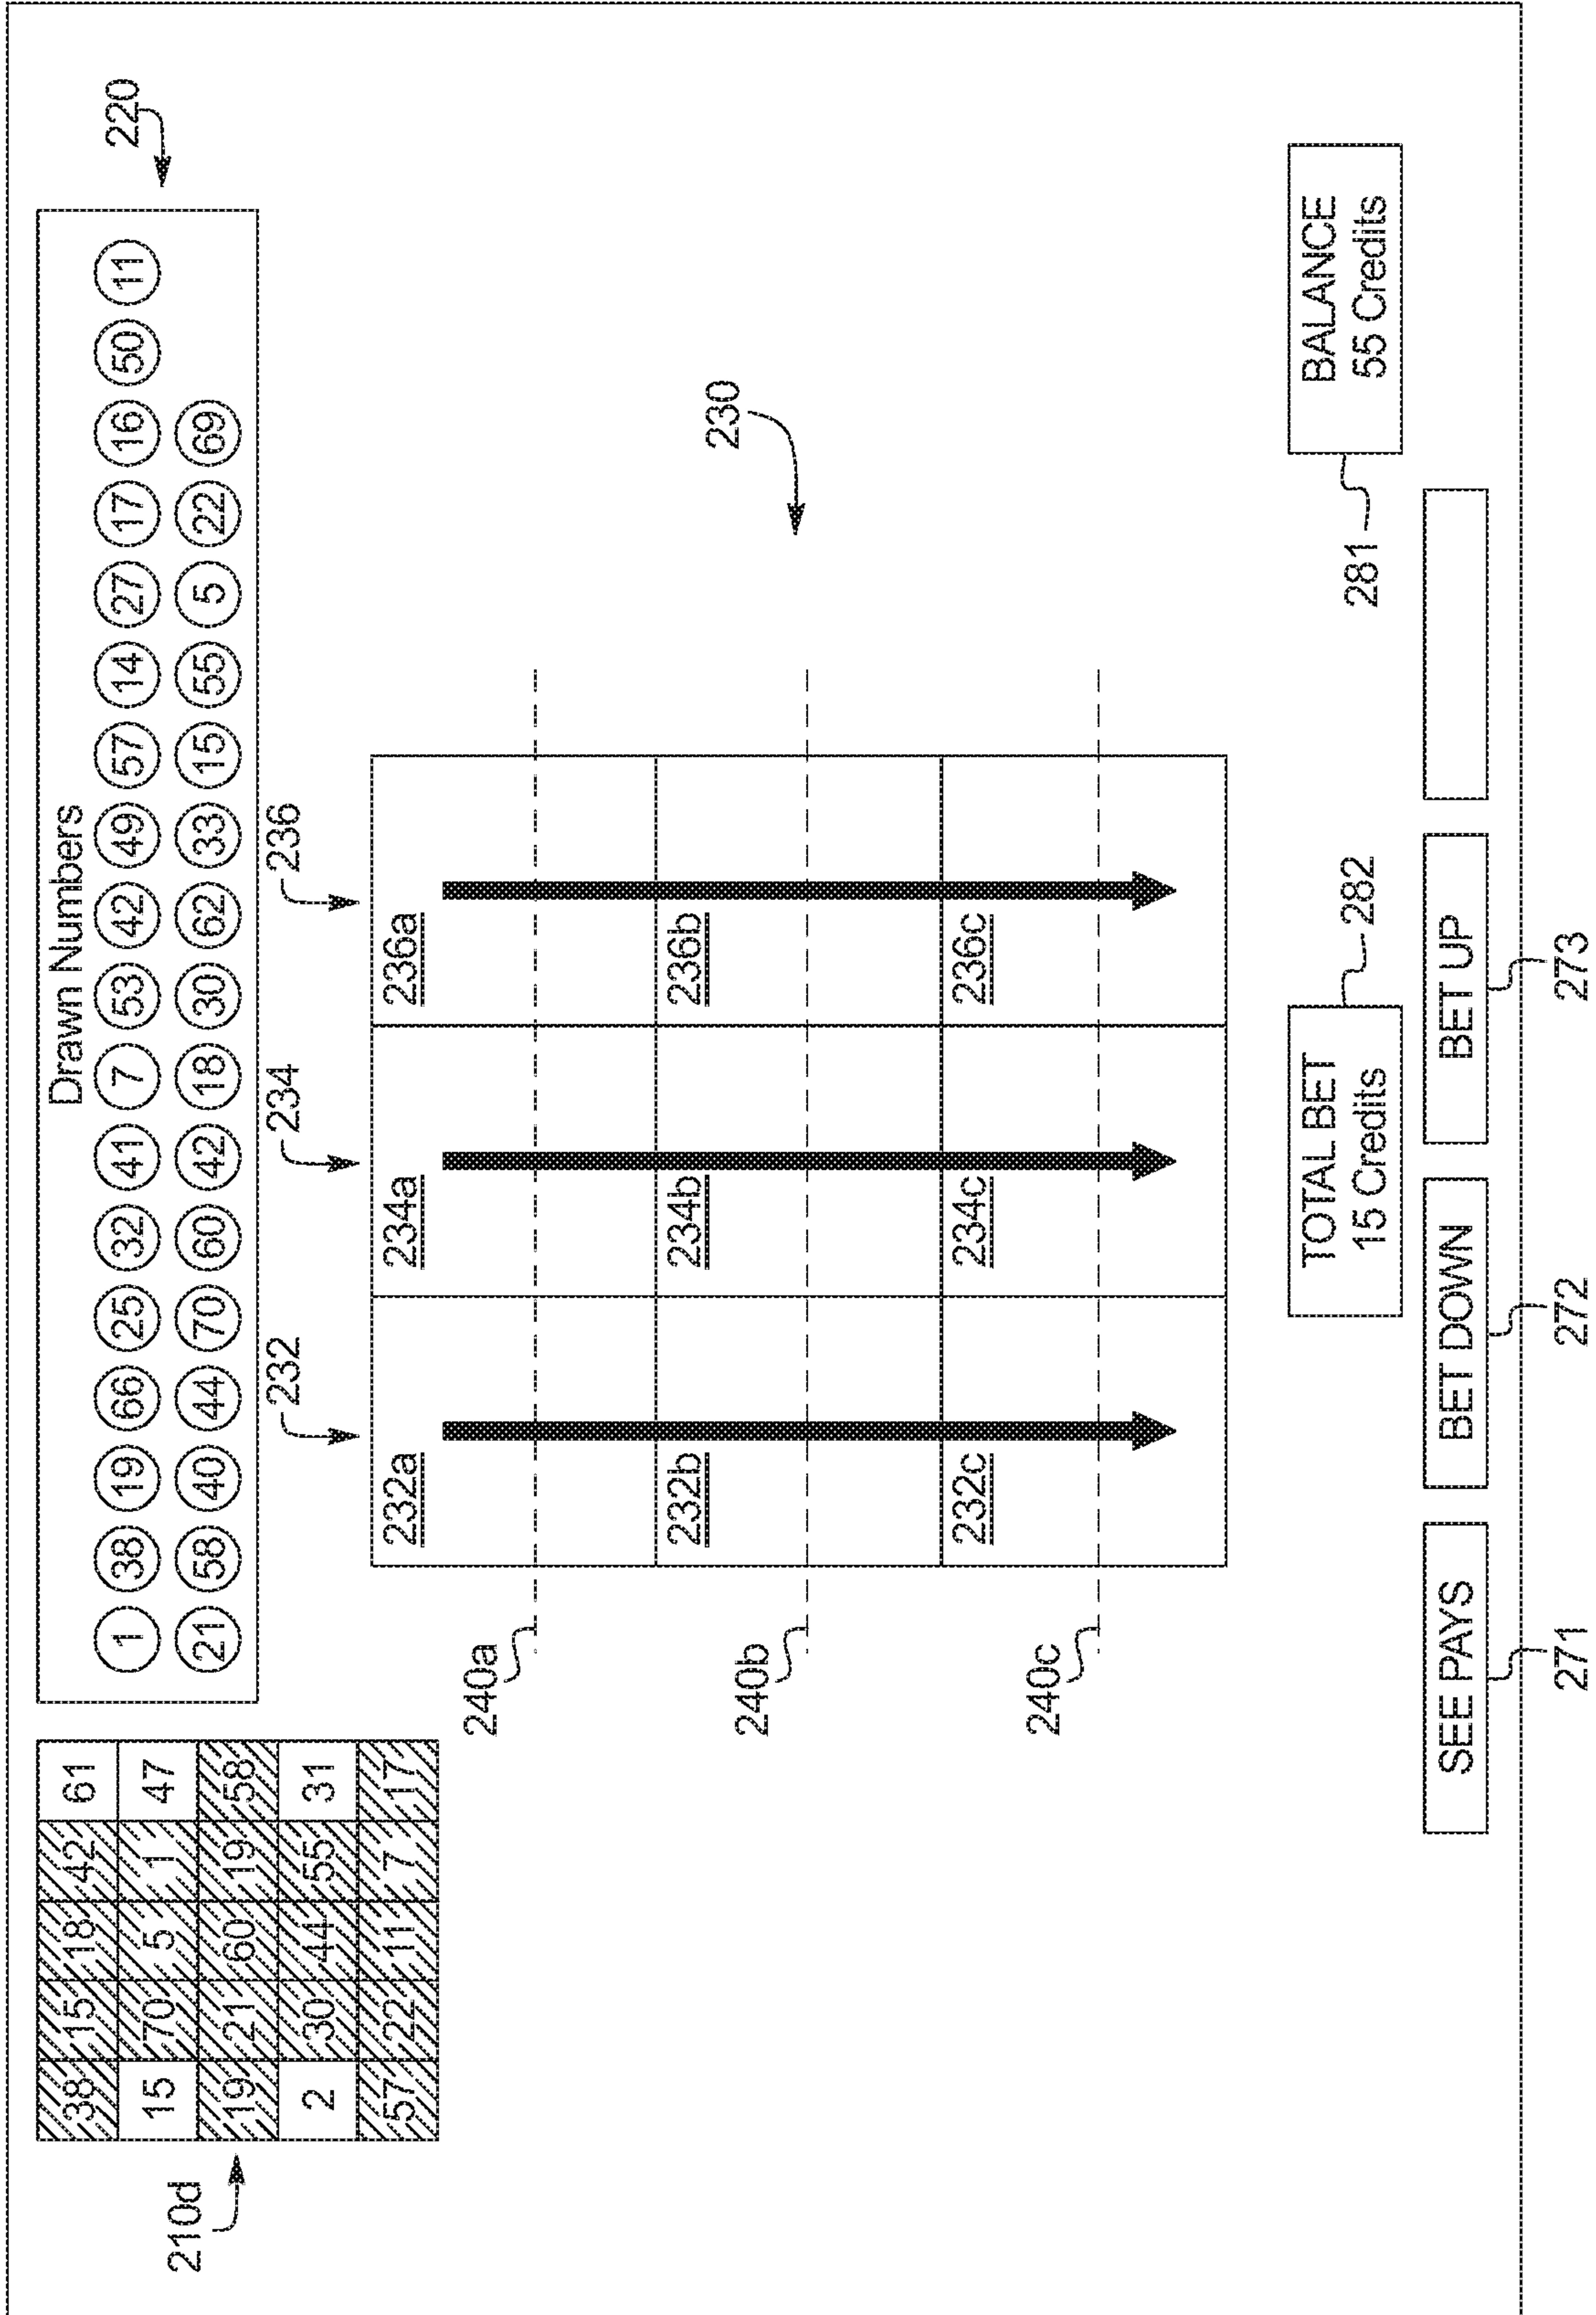 Drawn Numbers
220
1 38 19 66 25 32 41 7 53 42 49 57 14 27 17 16 50 11
21 58 40 44 70 60 42 18 30 62 33 15 55 5 22 69
38 15 18 42 61
15 70 5 1 47
19 21 60 19 58
2 30 44 55 31
57 22 11 7 17
210d
232 234 236
232a 234a 236a
240a
230
232b 234b 236b
240b
232c 234c 236c
240c
TOTAL BET
15 Credits
282
BALANCE
55 Credits
281
SEE PAYS
BET DOWN
BET UP
271 272 273